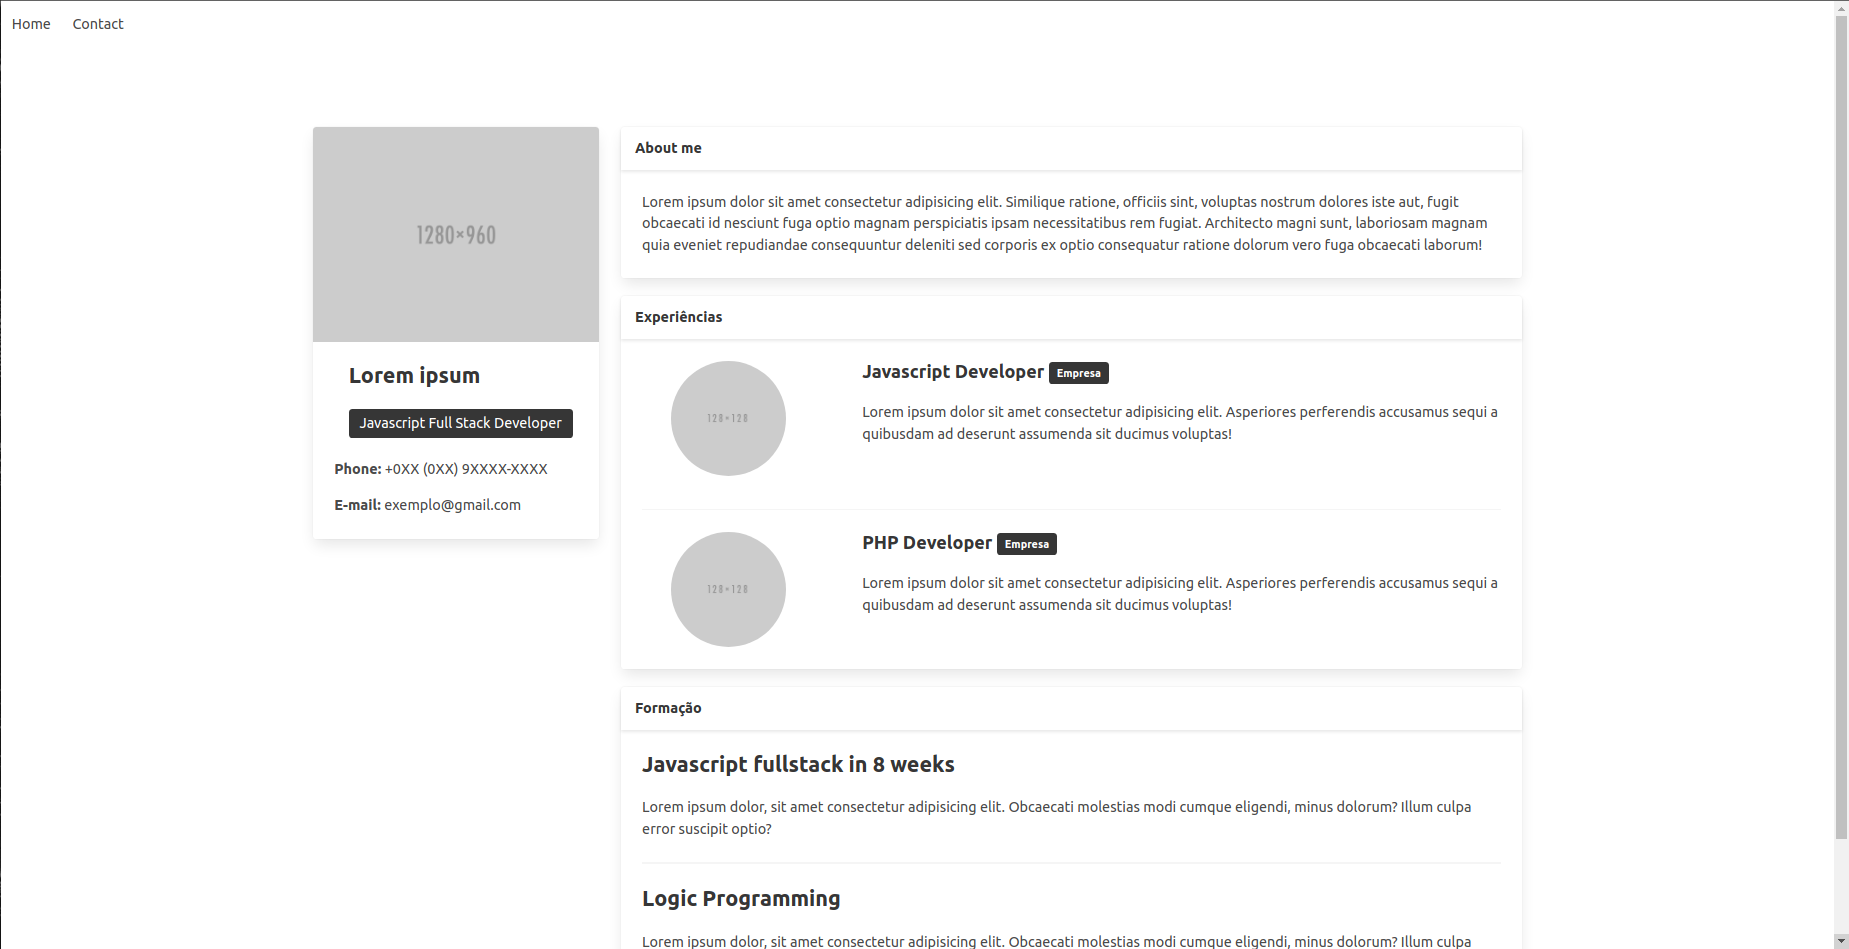 Home Contact
1280×960
Lorem ipsum
Javascript Full Stack Developer
Phone: +0XX (0XX) 9XXXX-XXXX
E-mail: exemplo@gmail.com
About me
Lorem ipsum dolor sit amet consectetur adipisicing elit. Similique ratione, officiis sint, voluptas nostrum dolores iste aut, fugit
obcaecati id nesciunt fuga optio magnam perspiciatis ipsam necessitatibus rem fugiat. Architecto magni sunt, laboriosam magnam
quia eveniet repudiandae consequuntur deleniti sed corporis ex optio consequatur ratione dolorum vero fuga obcaecati laborum!
Experiências
128×128
Javascript Developer Empresa
Lorem ipsum dolor sit amet consectetur adipisicing elit. Asperiores perferendis accusamus sequi a
quibusdam ad deserunt assumenda sit ducimus voluptas!
128×128
PHP Developer Empresa
Lorem ipsum dolor sit amet consectetur adipisicing elit. Asperiores perferendis accusamus sequi a
quibusdam ad deserunt assumenda sit ducimus voluptas!
Formação
Javascript fullstack in 8 weeks
Lorem ipsum dolor, sit amet consectetur adipisicing elit. Obcaecati molestias modi cumque eligendi, minus dolorum? Illum culpa
error suscipit optio?
Logic Programming
Lorem ipsum dolor, sit amet consectetur adipisicing elit. Obcaecati molestias modi cumque eligendi, minus dolorum? Illum culpa